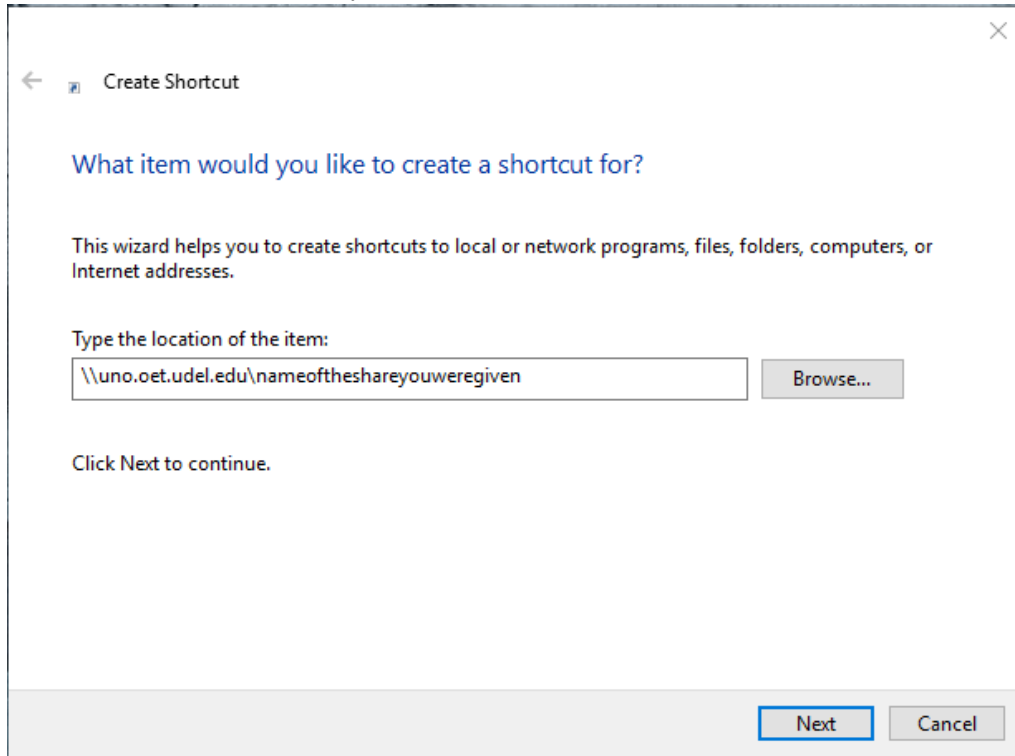 Create Shortcut
What item would you like to create a shortcut for?
This wizard helps you to create shortcuts to local or network programs, files, folders, computers, or
Internet addresses.
Type the location of the item:
\\uno.oet.udel.edu\nameoftheshareyouweregiven
Browse...
Click Next to continue.
Next
Cancel